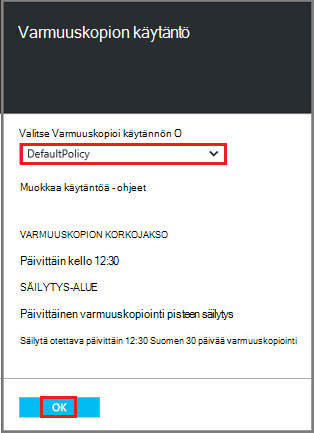 Varmuuskopion käytäntö
Valitse Varmuuskopioi käytännön O
DefaultPolicy
Muokkaa käytäntöä - ohjeet
VARMUUSKOPION KORKOJAKSO
Päivittäin kello 12:30
SÄILYTYS-ALUE
Päivittäinen varmuuskopiointi pisteen säilytys
Säilytä otettava päivittäin 12:30 Suomen 30 päivää varmuuskopiointi
OK